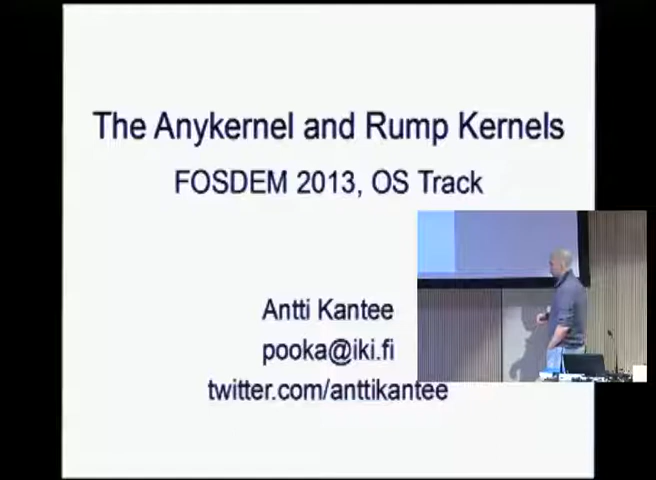 The Anykernel and Rump Kernels
FOSDEM 2013, OS Track
Antti Kantee
pooka@iki.fi
twitter.com/anttikantee